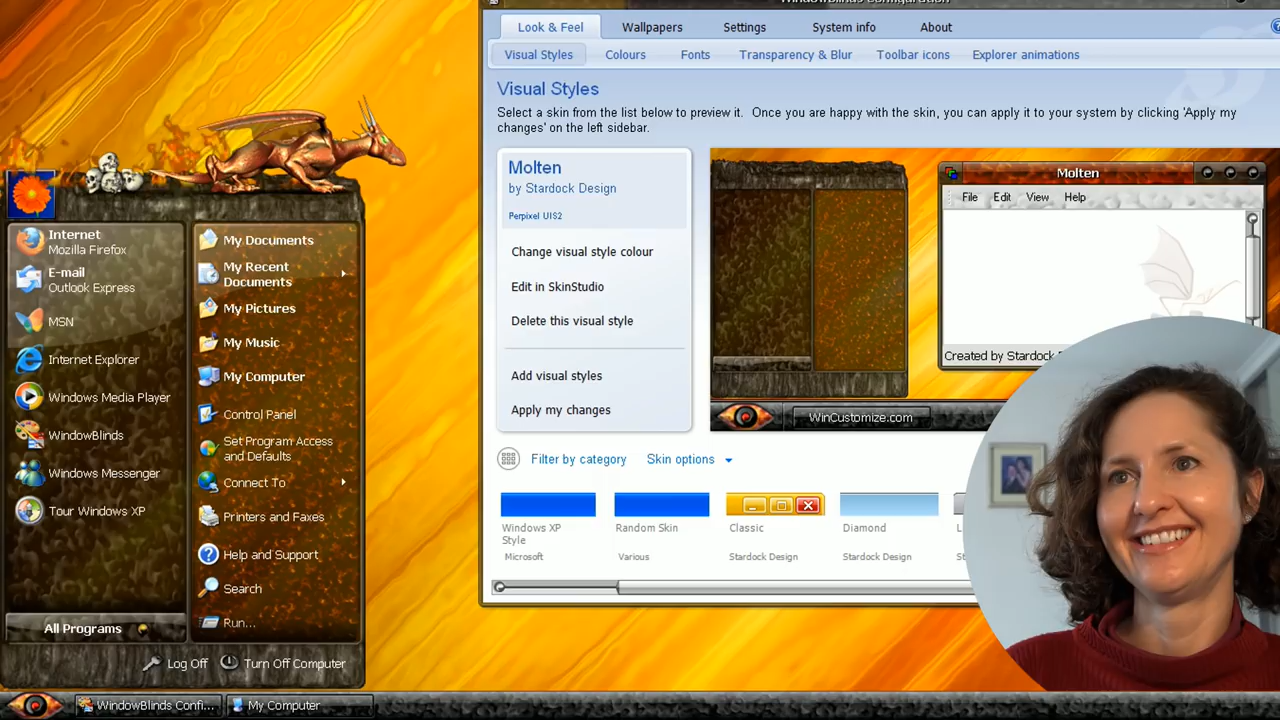 WindowBlinds Configuration
Look & Feel
Wallpapers
Settings
System info
About
Visual Styles
Colours
Fonts
Transparency & Blur
Toolbar icons
Explorer animations
Visual Styles
Select a skin from the list below to preview it.  Once you are happy with the skin, you can apply it to your system by clicking 'Apply my
changes' on the left sidebar.
Molten
by Stardock Design
Perpixel UIS2
Change visual style colour
Edit in SkinStudio
Delete this visual style
Add visual styles
Apply my changes
Molten
File
Edit
View
Help
Created by Stardock
WinCustomize.com
Filter by category
Skin options
Windows XP
Style
Microsoft
Random Skin
Various
Classic
Stardock Design
Diamond
Stardock Design
Internet
Mozilla Firefox
E-mail
Outlook Express
MSN
Internet Explorer
Windows Media Player
WindowBlinds
Windows Messenger
Tour Windows XP
All Programs
My Documents
My Recent
Documents
My Pictures
My Music
My Computer
Control Panel
Set Program Access
and Defaults
Connect To
Printers and Faxes
Help and Support
Search
Run...
Log Off
Turn Off Computer
WindowBlinds Confi...
My Computer